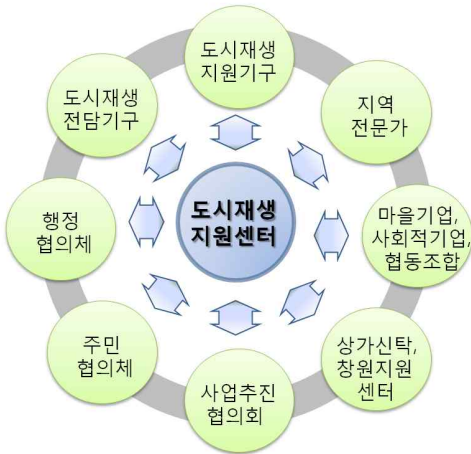 도시재생
지원기구
지역
전문가
마을기업,
사회적기업,
협동조합
상가신탁,
창원지원
센터
사업추진
협의회
주민
협의체
행정
협의체
도시재생
전담기구
도시재생
지원센터